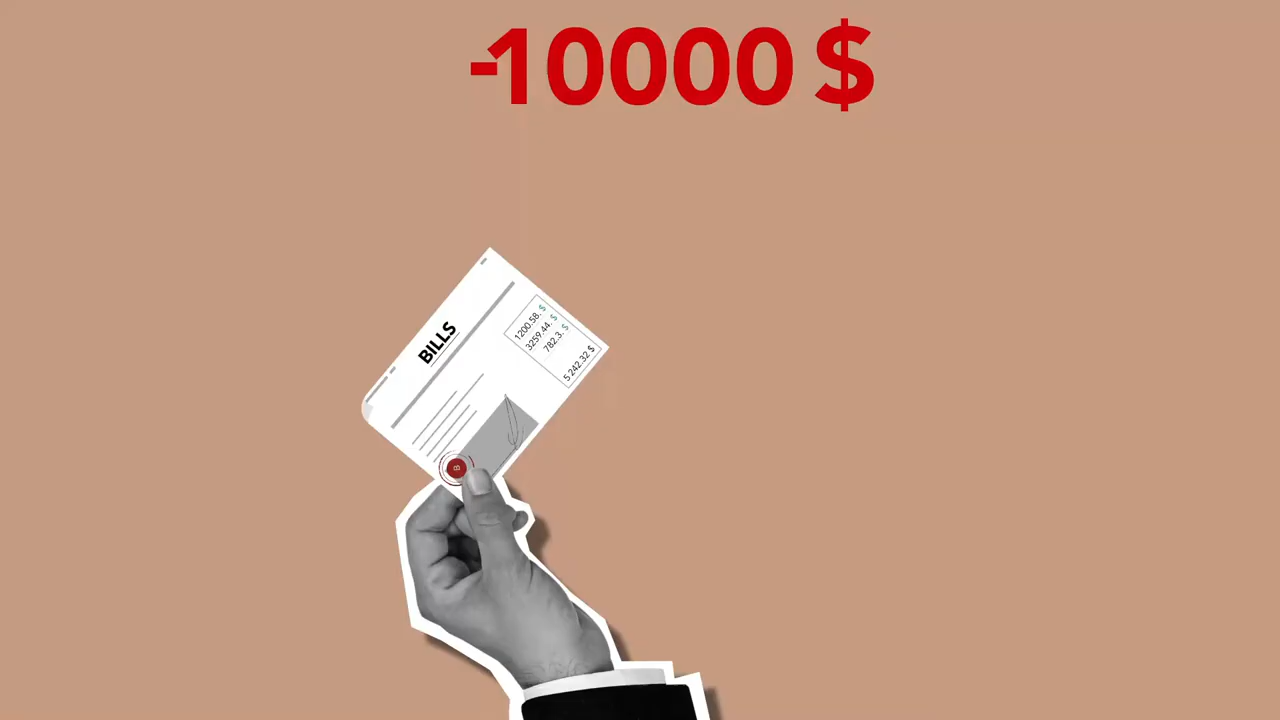 -10000 $
BILLS
1200.58. $
3259.44. $
782.3. $
5 242.32 $
B